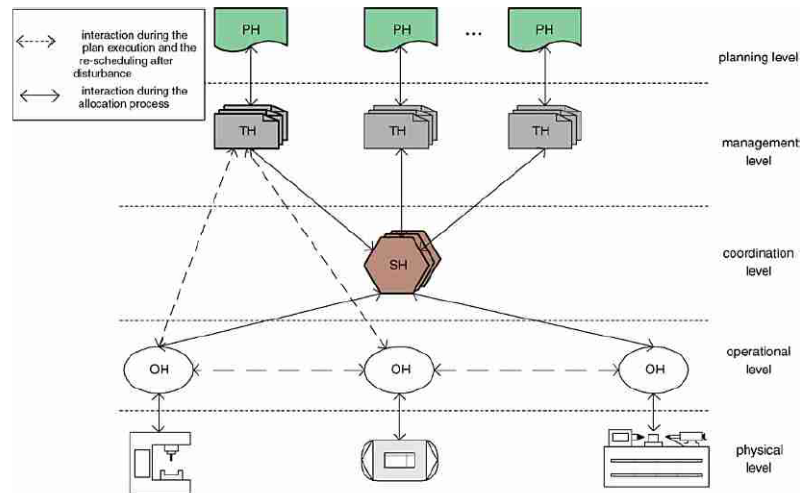 interaction during the
plan execution and the
re-scheduling after
disturbance
interaction during the
allocation process
PH
PH
...
PH
planning level
TH
TH
TH
management
level
SH
coordination
level
OH
OH
OH
operational
level
physical
level